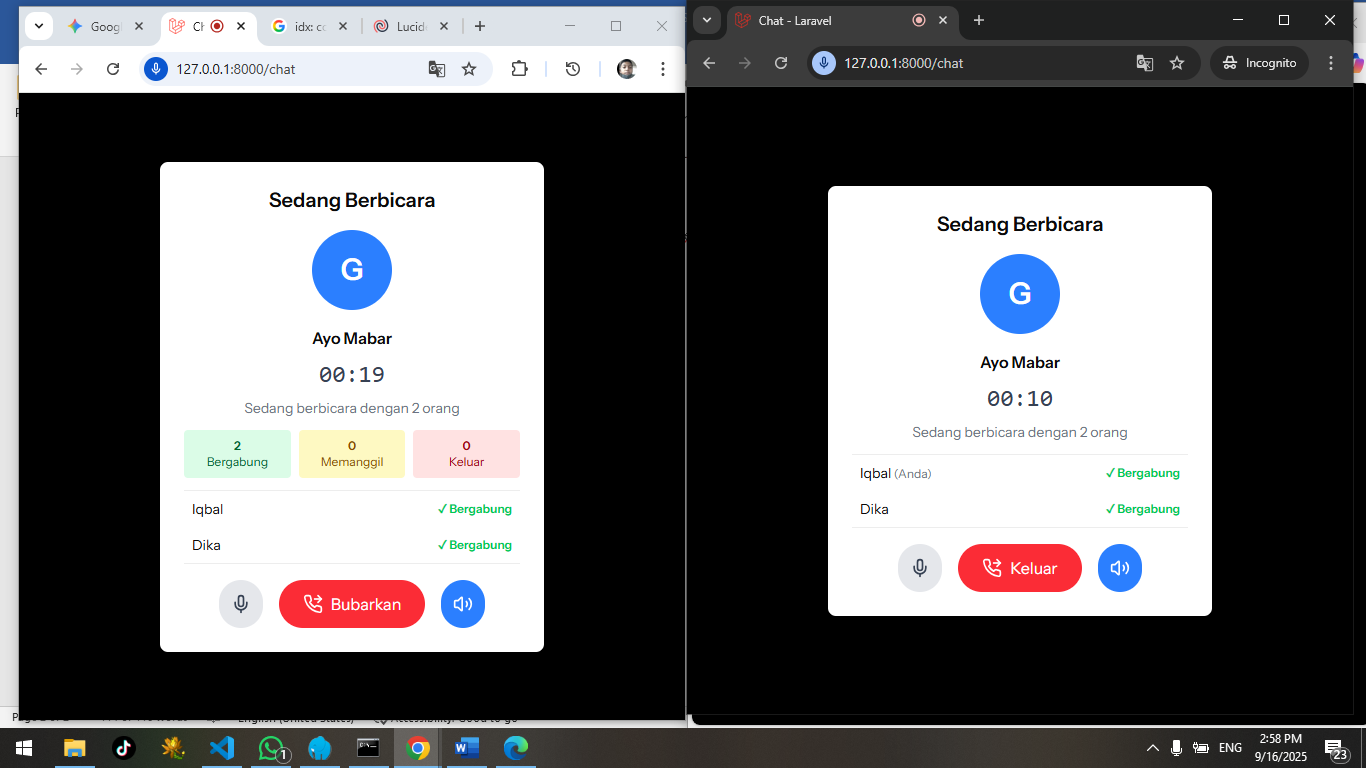 Googl
Ch
idx: cc
Lucide
127.0.0.1:8000/chat
Sedang Berbicara
G
Ayo Mabar
00:19
Sedang berbicara dengan 2 orang
2 0 0
Bergabung Memanggil Keluar
Iqbal ✓ Bergabung
Dika ✓ Bergabung
Bubarkan
Chat - Laravel
127.0.0.1:8000/chat
Incognito
Sedang Berbicara
G
Ayo Mabar
00:10
Sedang berbicara dengan 2 orang
Iqbal (Anda) ✓ Bergabung
Dika ✓ Bergabung
Keluar
1
ENG
2:58 PM
9/16/2025
23